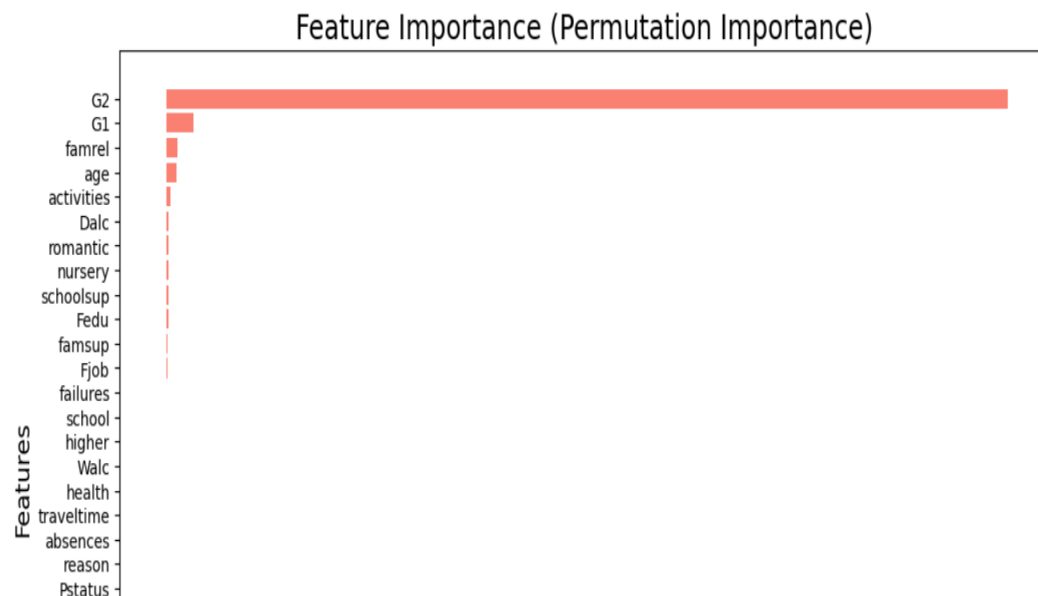 Feature Importance (Permutation Importance)
G2
G1
famrel
age
activities
Dalc
romantic
nursery
schoolsup
Fedu
famsup
Fjob
failures
school
higher
Walc
health
traveltime
absences
reason
Pstatus
Features